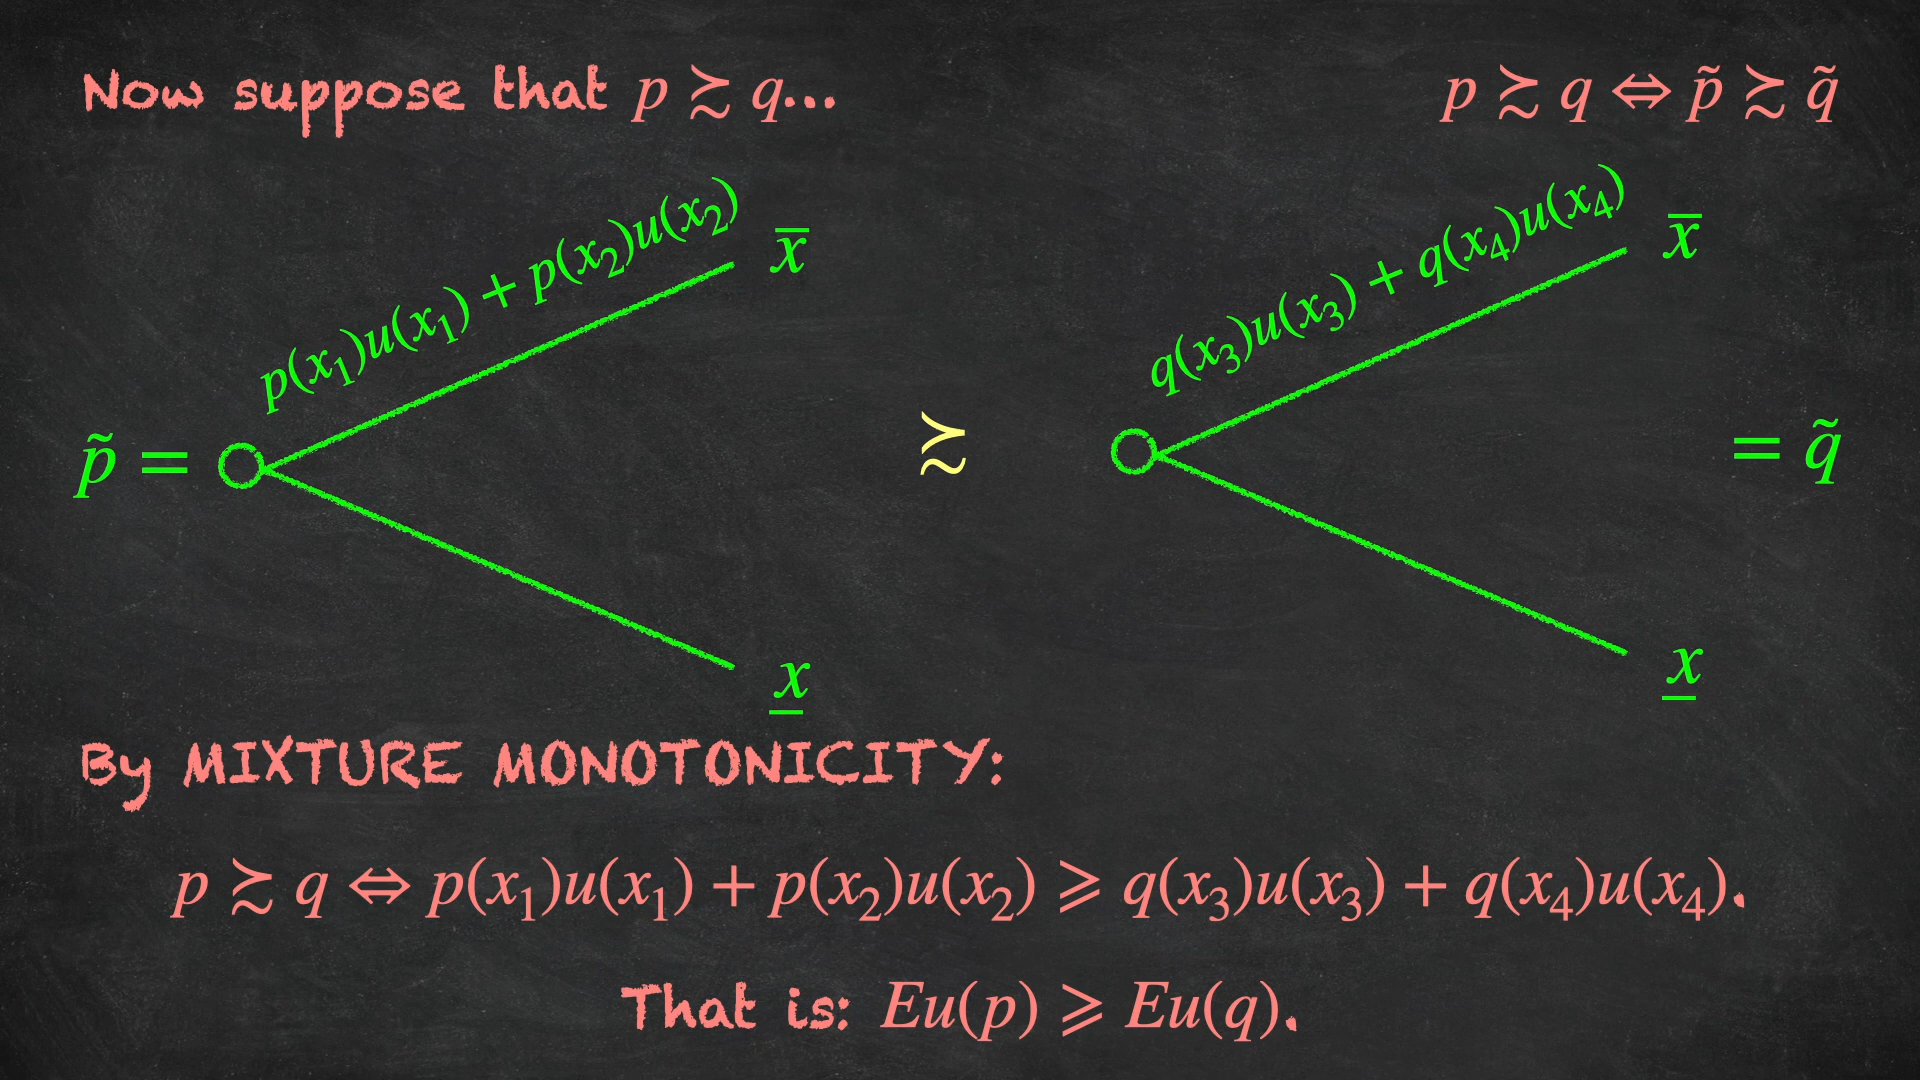 Now suppose that p ≿ q...
p ≿ q ⇔ p̃ ≿ q̃
p(x₁)u(x₁) + p(x₂)u(x₂)
x̅
q(x₃)u(x₃) + q(x₄)u(x₄)
x̅
p̃ =
≿
= q̃
x̲
x̲
By MIXTURE MONOTONICITY:
p ≿ q ⇔ p(x₁)u(x₁) + p(x₂)u(x₂) ⩾ q(x₃)u(x₃) + q(x₄)u(x₄).
That is: Eu(p) ⩾ Eu(q).